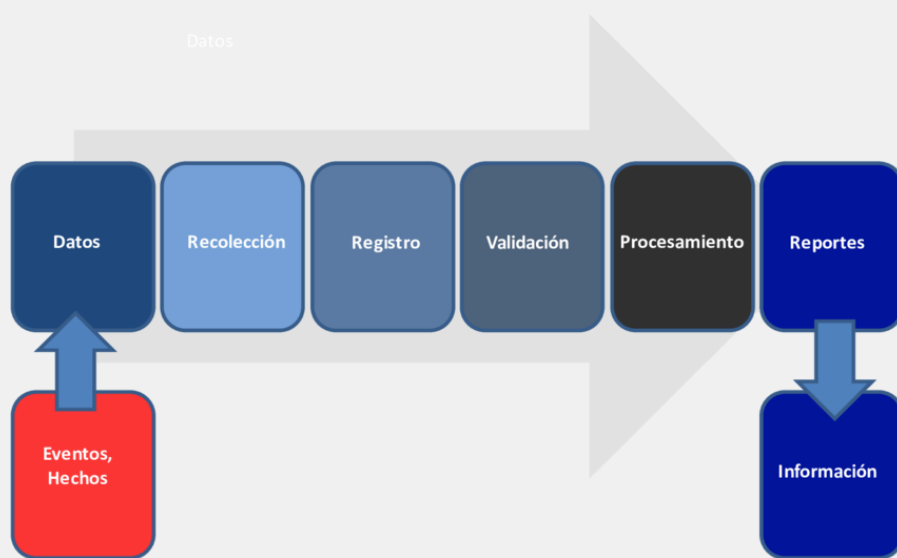 Datos
Datos
Recolección
Registro
Validación
Procesamiento
Reportes
Eventos,
Hechos
Información